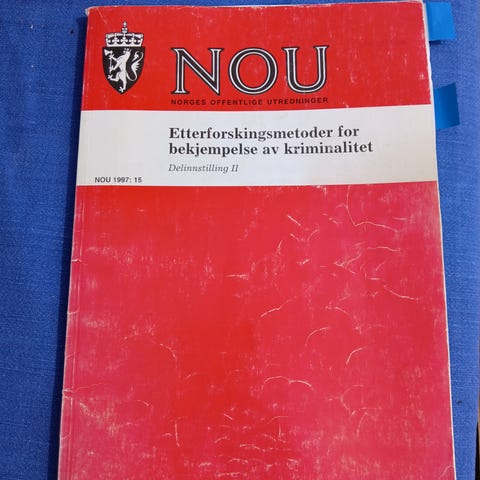 NOU
NORGES OFFENTLIGE UTREDNINGER
Etterforskingsmetoder for
bekjempelse av kriminalitet
Delinnstilling II
NOU 1997: 15